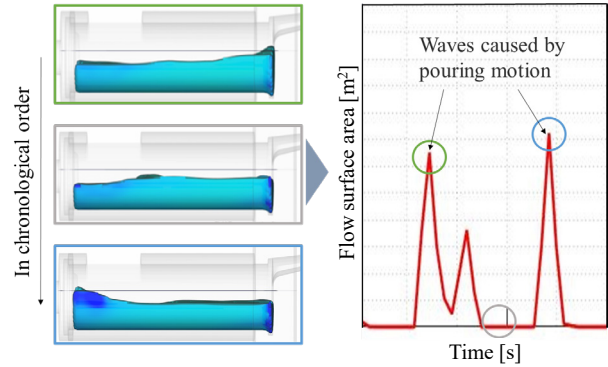 In chronological order
Waves caused by
pouring motion
Flow surface area [m²]
Time [s]